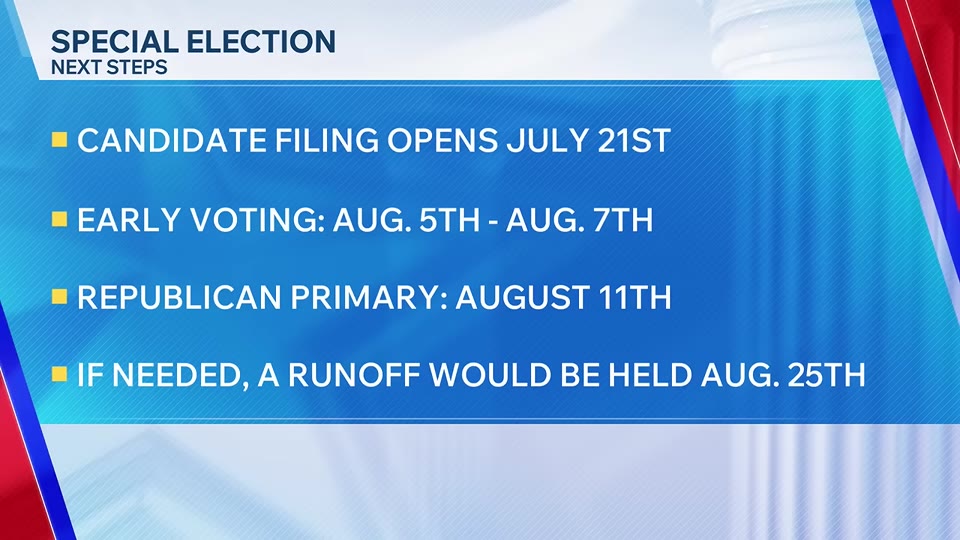 SPECIAL ELECTION
NEXT STEPS
CANDIDATE FILING OPENS JULY 21ST
EARLY VOTING: AUG. 5TH - AUG. 7TH
REPUBLICAN PRIMARY: AUGUST 11TH
IF NEEDED, A RUNOFF WOULD BE HELD AUG. 25TH